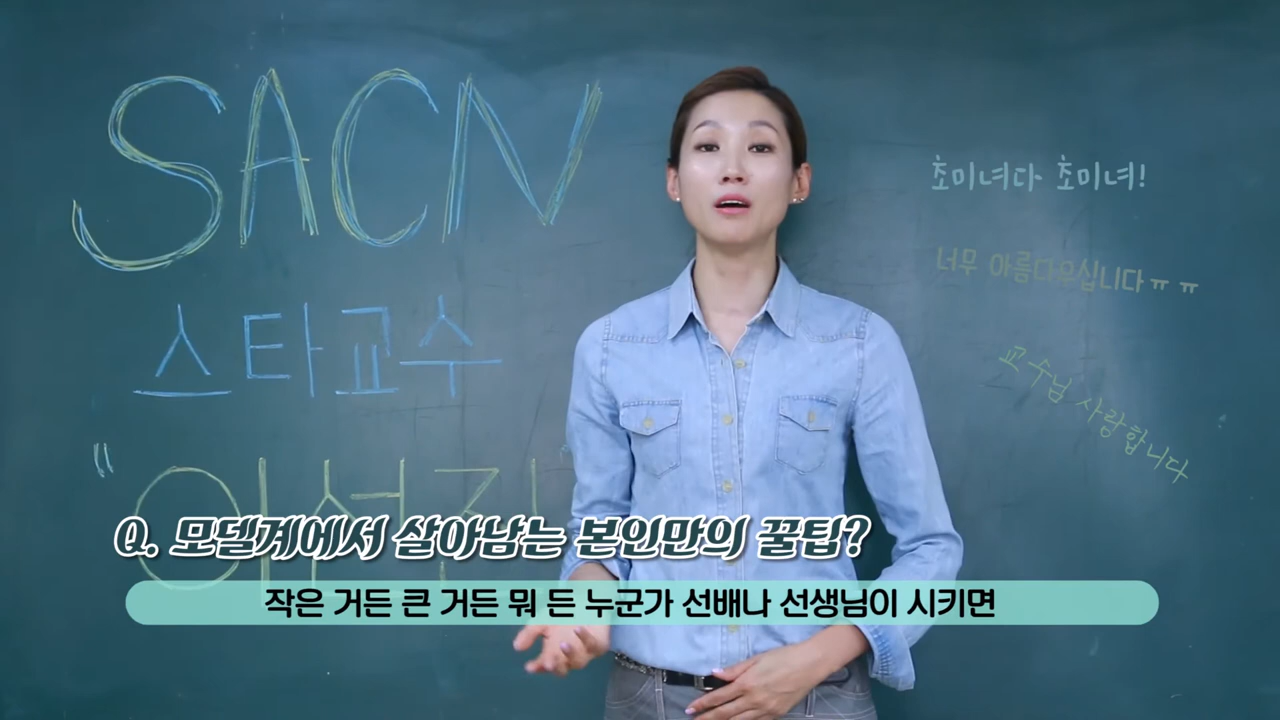 SACN
스타교수
초미녀다 초미녀!
너무 아름다우십니다ㅠㅠ
교수님 사랑합니다
Q. 모델계에서 살아남는 본인만의 꿀팁?
작은 거든 큰 거든 뭐 든 누군가 선배나 선생님이 시키면